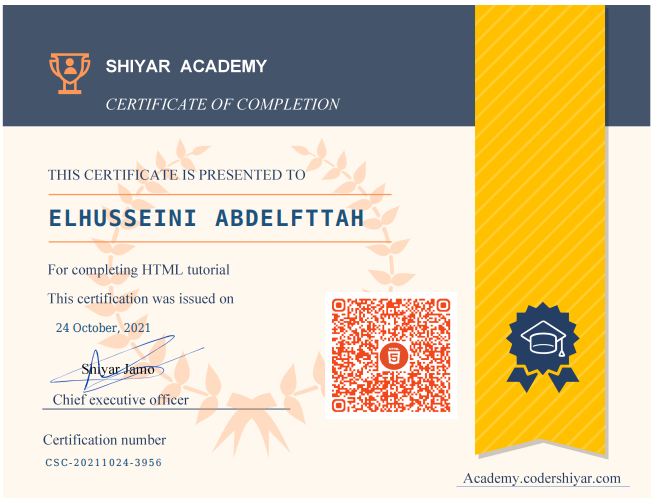 SHIYAR ACADEMY
CERTIFICATE OF COMPLETION
THIS CERTIFICATE IS PRESENTED TO
ELHUSSEINI ABDELFTTAH
For completing HTML tutorial
This certification was issued on
24 October, 2021
Shiyar Jamo
Chief executive officer
Certification number
CSC-20211024-3956
Academy.codershiyar.com